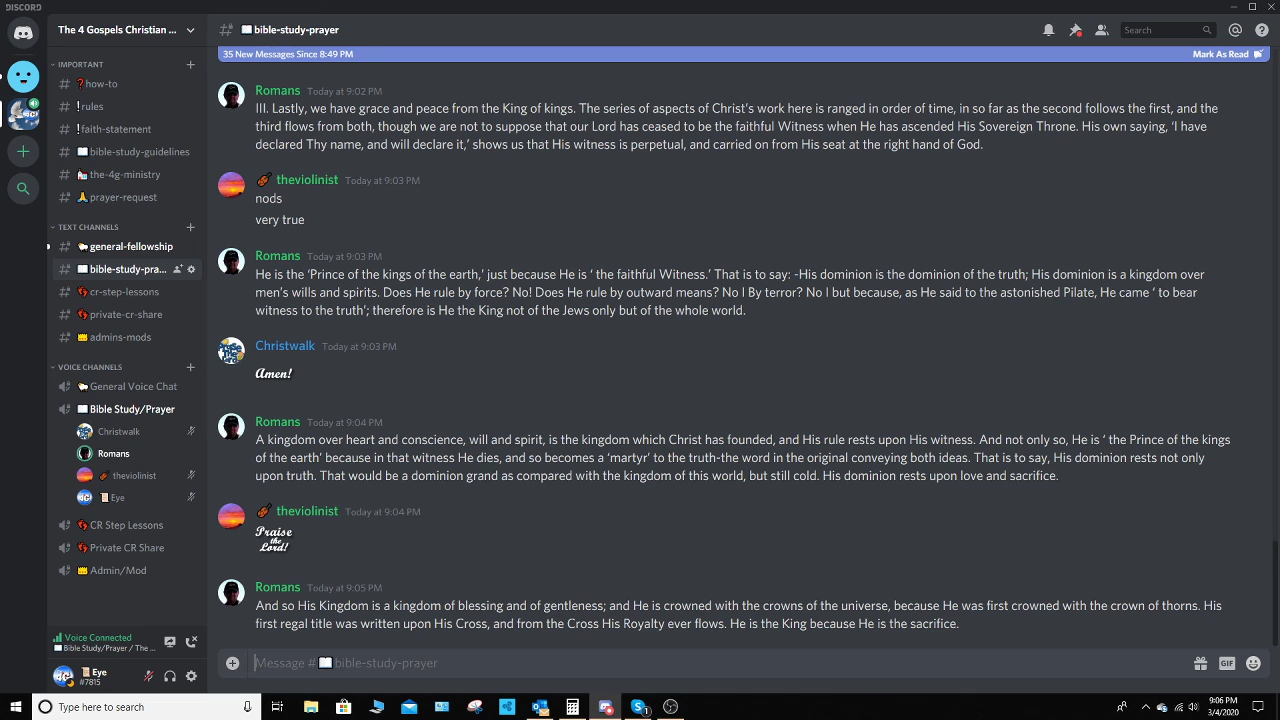 DISCORD
The 4 Gospels Christian ...
bible-study-prayer
Search
35 New Messages Since 8:49 PM
Mark As Read
IMPORTANT
how-to
rules
faith-statement
bible-study-guidelines
the-4g-ministry
prayer-request
TEXT CHANNELS
general-fellowship
bible-study-pra...
cr-step-lessons
private-cr-share
admins-mods
VOICE CHANNELS
General Voice Chat
Bible Study/Prayer
Christwalk
Romans
theviolinist
Eye
CR Step Lessons
Private CR Share
Admin/Mod
Voice Connected
Bible Study/Prayer / The ...
Eye
#7815
Romans Today at 9:02 PM
III. Lastly, we have grace and peace from the King of kings. The series of aspects of Christ's work here is ranged in order of time, in so far as the second follows the first, and the
third flows from both, though we are not to suppose that our Lord has ceased to be the faithful Witness when He has ascended His Sovereign Throne. His own saying, 'I have
declared Thy name, and will declare it,' shows us that His witness is perpetual, and carried on from His seat at the right hand of God.
theviolinist Today at 9:03 PM
nods
very true
Romans Today at 9:03 PM
He is the 'Prince of the kings of the earth,' just because He is ' the faithful Witness.' That is to say: -His dominion is the dominion of the truth; His dominion is a kingdom over
men's wills and spirits. Does He rule by force? No! Does He rule by outward means? No I By terror? No I but because, as He said to the astonished Pilate, He came ' to bear
witness to the truth'; therefore is He the King not of the Jews only but of the whole world.
Christwalk Today at 9:03 PM
Amen!
Romans Today at 9:04 PM
A kingdom over heart and conscience, will and spirit, is the kingdom which Christ has founded, and His rule rests upon His witness. And not only so, He is ' the Prince of the kings
of the earth' because in that witness He dies, and so becomes a 'martyr' to the truth-the word in the original conveying both ideas. That is to say, His dominion rests not only
upon truth. That would be a dominion grand as compared with the kingdom of this world, but still cold. His dominion rests upon love and sacrifice.
theviolinist Today at 9:04 PM
Praise
the
Lord!
Romans Today at 9:05 PM
And so His Kingdom is a kingdom of blessing and of gentleness; and He is crowned with the crowns of the universe, because He was first crowned with the crown of thorns. His
first regal title was written upon His Cross, and from the Cross His Royalty ever flows. He is the King because He is the sacrifice.
Message # bible-study-prayer
GIF
Type here to search
9:06 PM
3/4/2020